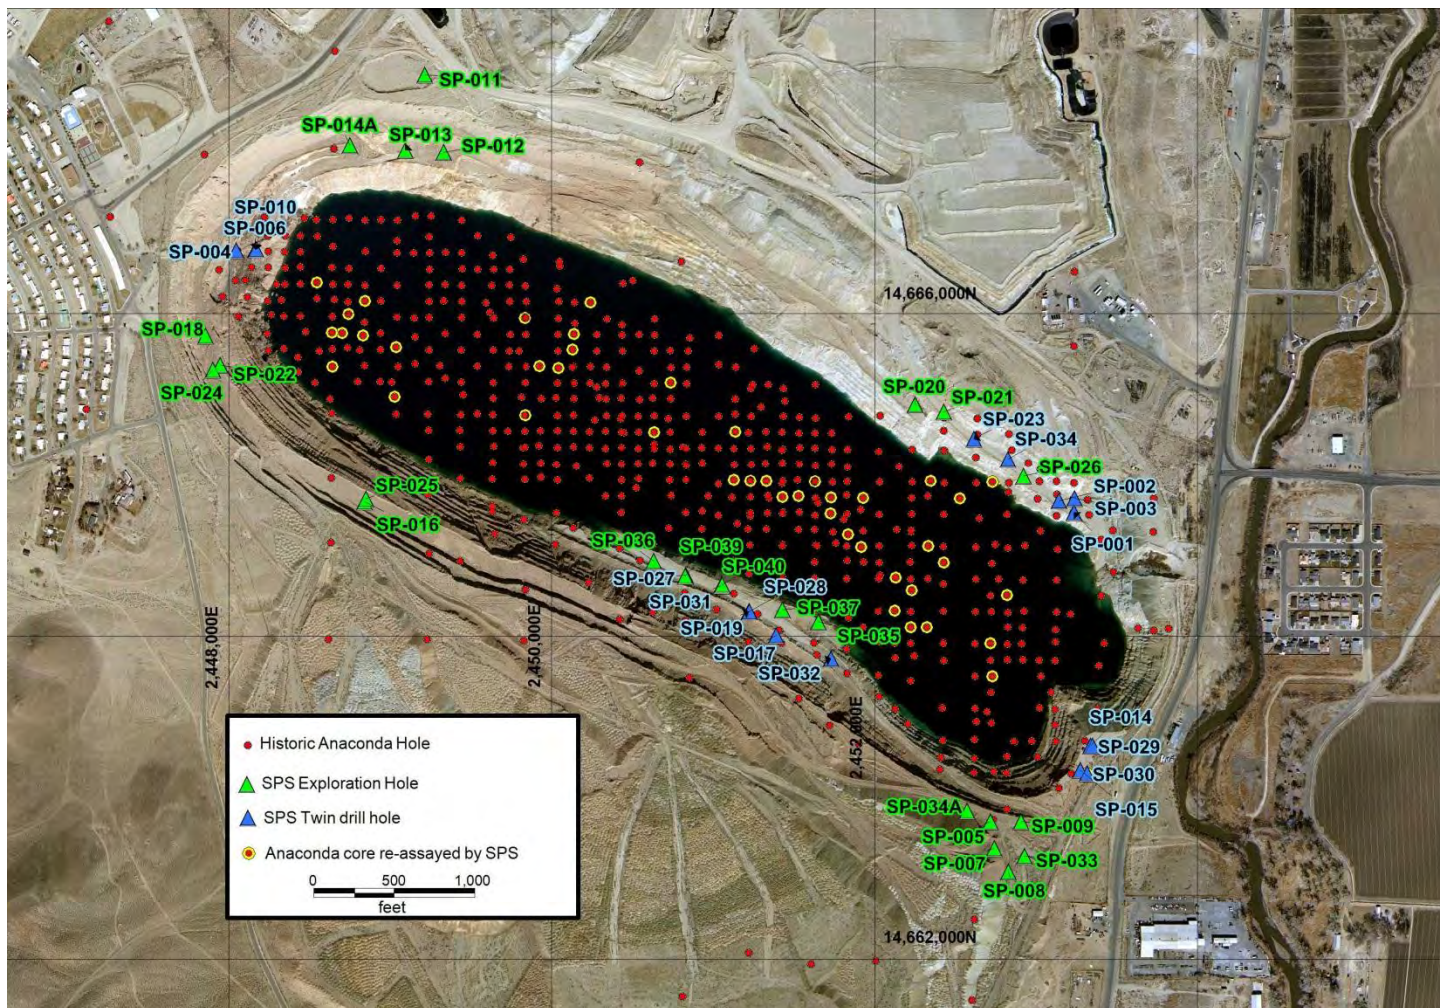 SP-011
SP-014A
SP-013
SP-012
SP-010
SP-006
SP-004
14,666,000N
SP-018
SP-022
SP-024
SP-020
SP-021
SP-023
SP-034
SP-026
SP-002
SP-003
SP-001
SP-025
SP-016
SP-036
SP-039
SP-027
SP-040
SP-028
SP-031
SP-037
SP-019
SP-035
SP-017
SP-032
2,448,000E
2,450,000E
2,452,000E
SP-014
SP-029
SP-030
SP-015
SP-034A
SP-009
SP-005
SP-007
SP-033
SP-008
14,662,000N
Historic Anaconda Hole
SPS Exploration Hole
SPS Twin drill hole
Anaconda core re-assayed by SPS
0 500 1,000
feet